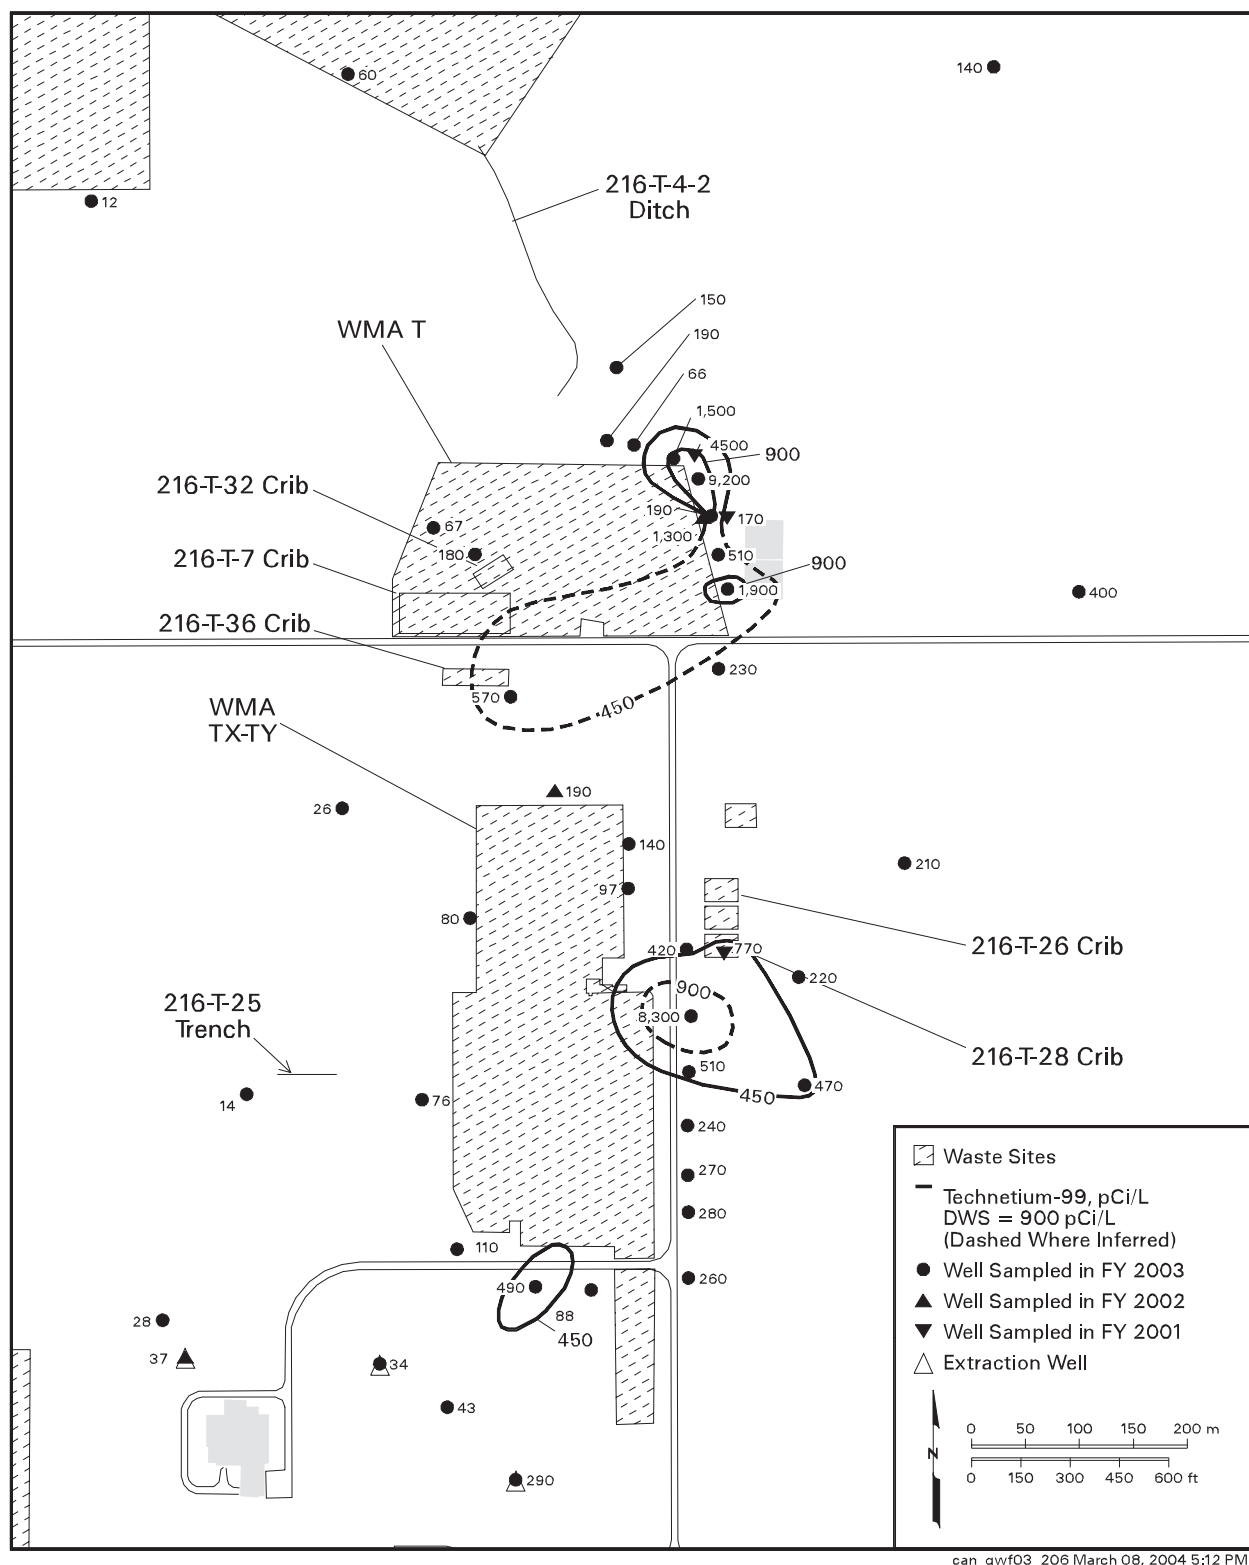 60
140
12
216-T-4-2
Ditch
150
WMA T
190
66
1,500
4500
900
216-T-32 Crib
9,200
190
170
67
1,300
180
510
216-T-7 Crib
900
1,900
400
216-T-36 Crib
230
570
450
WMA
TX-TY
190
26
140
210
97
80
420
770
216-T-26 Crib
220
900
216-T-25
Trench
8,300
216-T-28 Crib
510
470
450
14
76
240
270
280
110
260
490
88
450
28
37
34
43
290
Waste Sites
Technetium-99, pCi/L
DWS = 900 pCi/L
(Dashed Where Inferred)
Well Sampled in FY 2003
Well Sampled in FY 2002
Well Sampled in FY 2001
Extraction Well
N
0 50 100 150 200 m
0 150 300 450 600 ft
can_gwf03_206 March 08, 2004 5:12 PM